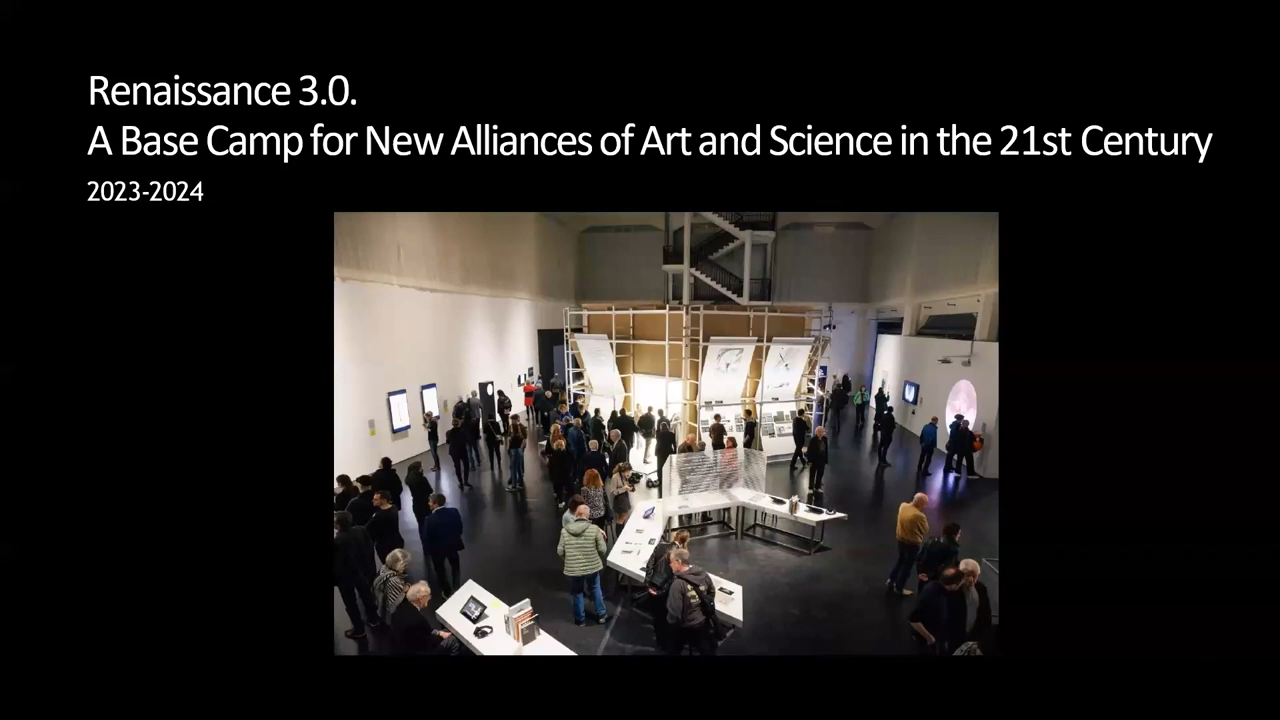 Renaissance 3.0.
A Base Camp for New Alliances of Art and Science in the 21st Century
2023-2024